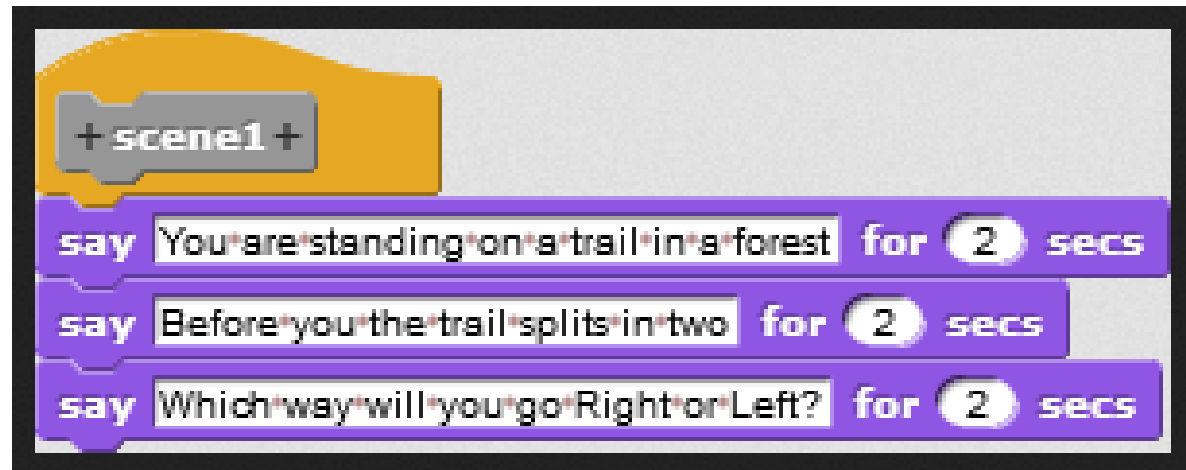 +scene1+
say You are standing on a trail in a forest for 2 secs
say Before you the trail splits in two for 2 secs
say Which way will you go Right or Left? for 2 secs